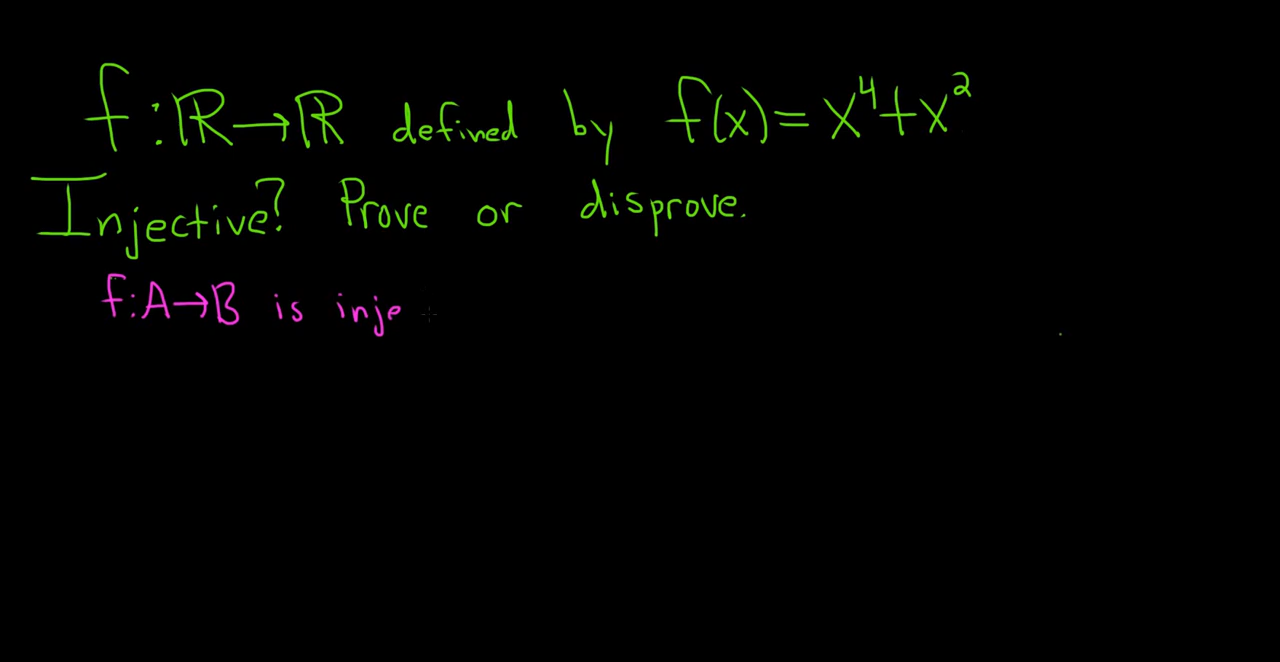 f:ℝ→ℝ defined by f(x)=x⁴+x²
Injective? Prove or disprove.
f:A→B is inje